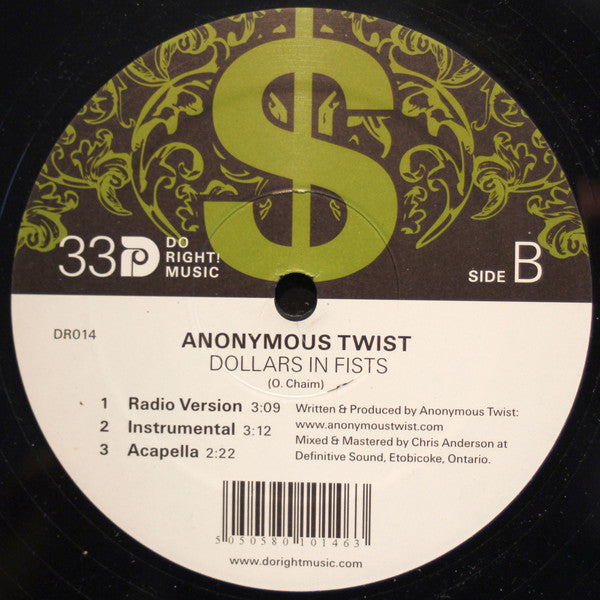 $
33 DO RIGHT! MUSIC
SIDE B
DR014
ANONYMOUS TWIST
DOLLARS IN FISTS
(O. Chaim)
1 Radio Version 3:09
2 Instrumental 3:12
3 Acapella 2:22
Written & Produced by Anonymous Twist:
www.anonymoustwist.com
Mixed & Mastered by Chris Anderson at
Definitive Sound, Etobicoke, Ontario.
5 050580 101463
www.dorightmusic.com